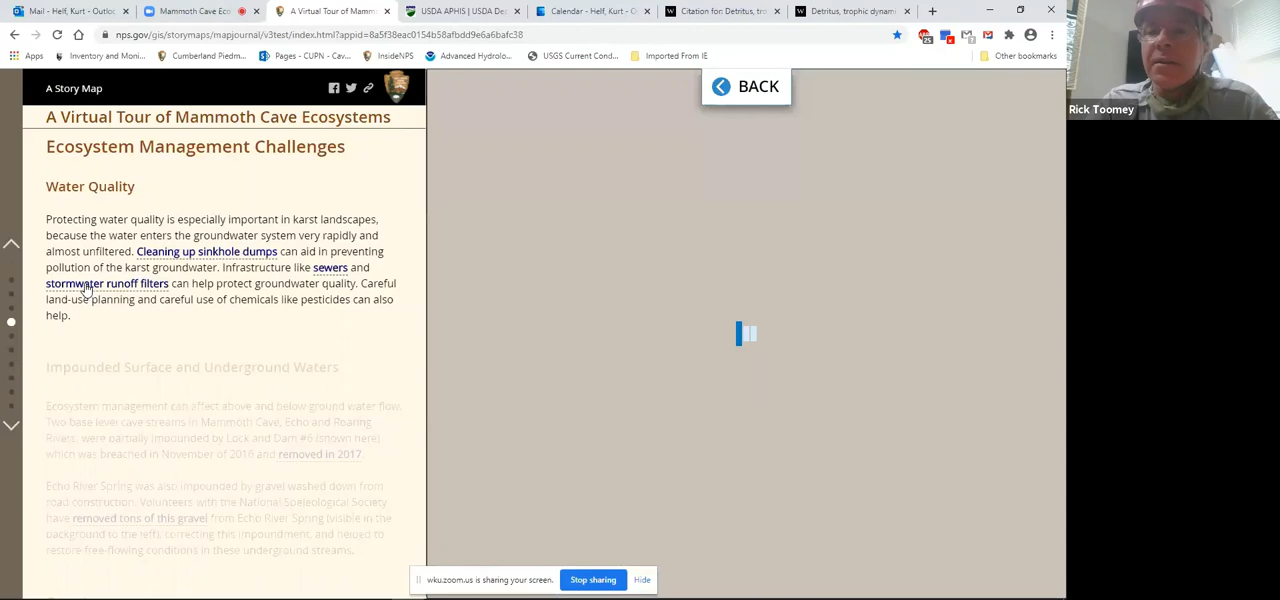 Mail - Helf, Kurt - Outloc
Mammoth Cave Eco
A Virtual Tour of Mamm
USDA APHIS | USDA De
Calendar - Helf, Kurt - O
Citation for: Detritus, tro
Detritus, trophic dynami
nps.gov/gis/storymaps/mapjournal/v3test/index.html?appid=8a5f38eac0154b58afbdd9e6a6bafc38
Apps
Inventory and Moni...
Cumberland Piedm...
Pages - CUPN - Cav...
InsideNPS
Advanced Hydrolo...
USGS Current Cond...
Imported From IE
Other bookmarks
A Story Map
BACK
Rick Toomey
A Virtual Tour of Mammoth Cave Ecosystems
Ecosystem Management Challenges
Water Quality
Protecting water quality is especially important in karst landscapes,
because the water enters the groundwater system very rapidly and
almost unfiltered. Cleaning up sinkhole dumps can aid in preventing
pollution of the karst groundwater. Infrastructure like sewers and
stormwater runoff filters can help protect groundwater quality. Careful
land-use planning and careful use of chemicals like pesticides can also
help.
Impounded Surface and Underground Waters
Ecosystem management can affect above and below ground water flow.
Two base level cave streams in Mammoth Cave, Echo and Roaring
Rivers, were partially impounded by Lock and Dam #6 (shown here)
which was breached in November of 2016 and removed in 2017.
Echo River Spring was also impounded by gravel washed down from
road construction. Volunteers with the National Speleological Society
have removed tons of this gravel from Echo River Spring (visible in the
background to the left), correcting this impoundment, and helped to
restore free-flowing conditions in these underground streams.
wku.zoom.us is sharing your screen.
Stop sharing
Hide